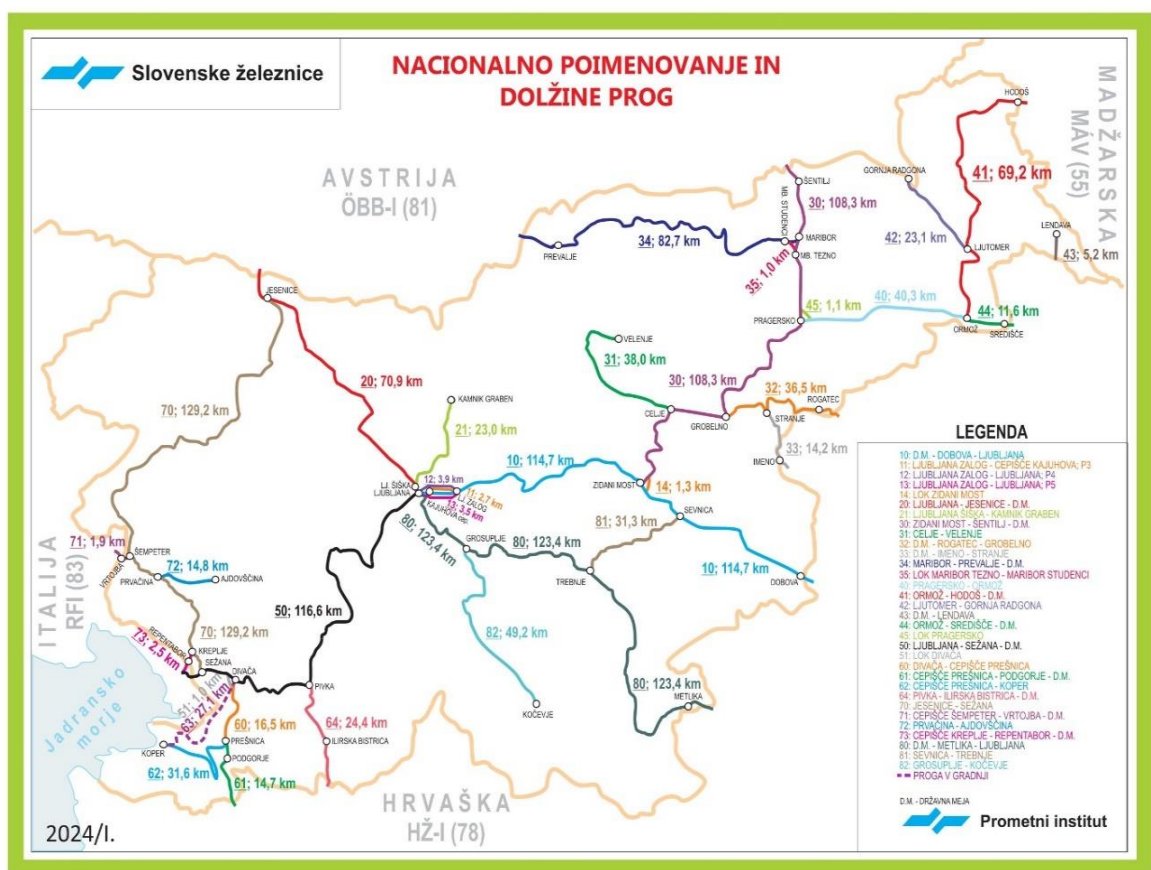 Slovenske železnice
NACIONALNO POIMENOVANJE IN
DOLŽINE PROG
AVSTRIJA
ÖBB-I (81)
MADŽARSKA
MÁV (55)
ITALIJA
RFI (83)
HRVAŠKA
HŽ-I (78)
Jadransko
morje
HODOŠ
41; 69,2 km
GORNJA RADGONA
ŠENTILJ
MB. STUDENCI
30; 108,3 km
42; 23,1 km
LENDAVA
43; 5,2 km
LJUTOMER
34; 82,7 km
PREVALJE
MARIBOR
MB. TEZNO
35; 1,0 km
45; 1,1 km
40; 40,3 km
PRAGERSKO
44; 11,6 km
ORMOŽ
SREDIŠČE
JESENICE
VELENJE
31; 38,0 km
20; 70,9 km
30; 108,3 km
32; 36,5 km
ROGATEC
KAMNIK GRABEN
70; 129,2 km
CELJE
GROBELNO
STRANJE
21; 23,0 km
33; 14,2 km
IMENO
10; 114,7 km
LJ. ŠIŠKA
LJUBLJANA
12; 3,9 km
11; 2,7 km
13; 3,5 km
LJ. ZALOG
KAJUHOVA cep.
ZIDANI MOST
14; 1,3 km
SEVNICA
81; 31,3 km
80; 123,4 km
GROSUPLJE
80; 123,4 km
TREBNJE
10; 114,7 km
DOBOVA
71; 1,9 km
ŠEMPETER
VRTOJBA
PRVAČINA
72; 14,8 km
AJDOVŠČINA
50; 116,6 km
70; 129,2 km
82; 49,2 km
REPENTABOR
KREPLJE
73; 2,5 km
SEŽANA
DIVAČA
51; 1,0 km
63; 27,1 km
PIVKA
80; 123,4 km
METLIKA
KOČEVJE
60; 16,5 km
64; 24,4 km
KOPER
PREŠNICA
ILIRSKA BISTRICA
PODGORJE
62; 31,6 km
61; 14,7 km
2024/I.
LEGENDA
10: D.M. - DOBOVA - LJUBLJANA
11: LJUBLJANA ZALOG - CEPIŠČE KAJUHOVA; P3
12: LJUBLJANA ZALOG - LJUBLJANA; P4
13: LJUBLJANA ZALOG - LJUBLJANA; P5
14: LOK ZIDANI MOST
20: LJUBLJANA - JESENICE - D.M.
21: LJUBLJANA ŠIŠKA - KAMNIK GRABEN
30: ZIDANI MOST - ŠENTILJ - D.M.
31: CELJE - VELENJE
32: D.M. - ROGATEC - GROBELNO
33: D.M. - IMENO - STRANJE
34: MARIBOR - PREVALJE - D.M.
35: LOK MARIBOR TEZNO - MARIBOR STUDENCI
40: PRAGERSKO - ORMOŽ
41: ORMOŽ - HODOŠ - D.M.
42: LJUTOMER - GORNJA RADGONA
43: D.M. - LENDAVA
44: ORMOŽ - SREDIŠČE - D.M.
45: LOK PRAGERSKO
50: LJUBLJANA - SEŽANA - D.M.
51: LOK DIVAČA
60: DIVAČA - CEPIŠČE PREŠNICA
61: CEPIŠČE PREŠNICA - PODGORJE - D.M.
62: CEPIŠČE PREŠNICA - KOPER
64: PIVKA - ILIRSKA BISTRICA - D.M.
70: JESENICE - SEŽANA
71: CEPIŠČE ŠEMPETER - VRTOJBA - D.M.
72: PRVAČINA - AJDOVŠČINA
73: CEPIŠČE KREPLJE - REPENTABOR - D.M.
80: D.M. - METLIKA - LJUBLJANA
81: SEVNICA - TREBNJE
82: GROSUPLJE - KOČEVJE
PROGA V GRADNJI
D.M. - DRŽAVNA MEJA
Prometni institut